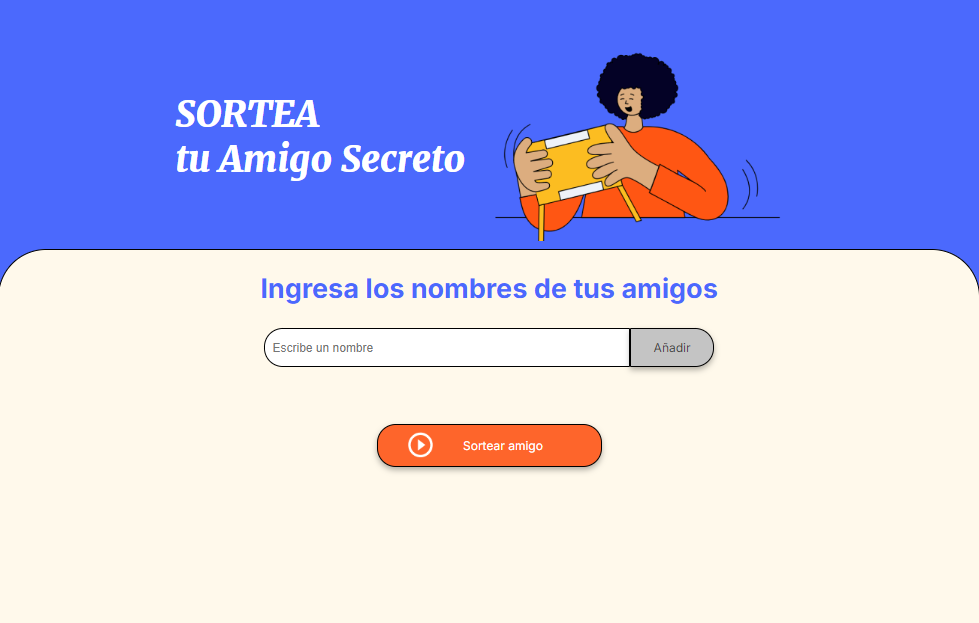 SORTEA
tu Amigo Secreto
Ingresa los nombres de tus amigos
Escribe un nombre
Añadir
Sortear amigo